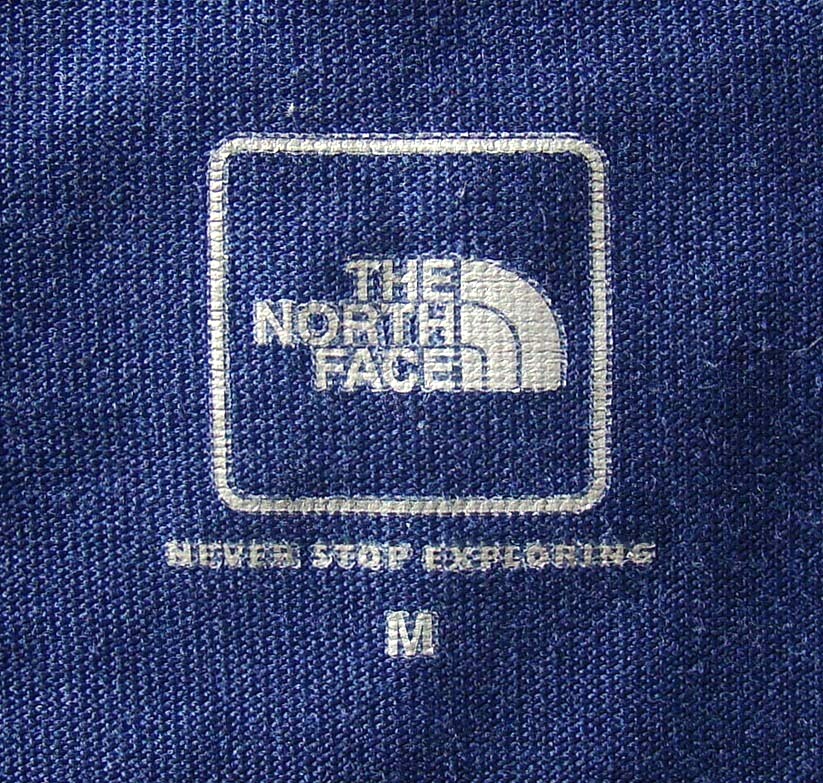 THE
NORTH
FACE
NEVER STOP EXPLORING
M